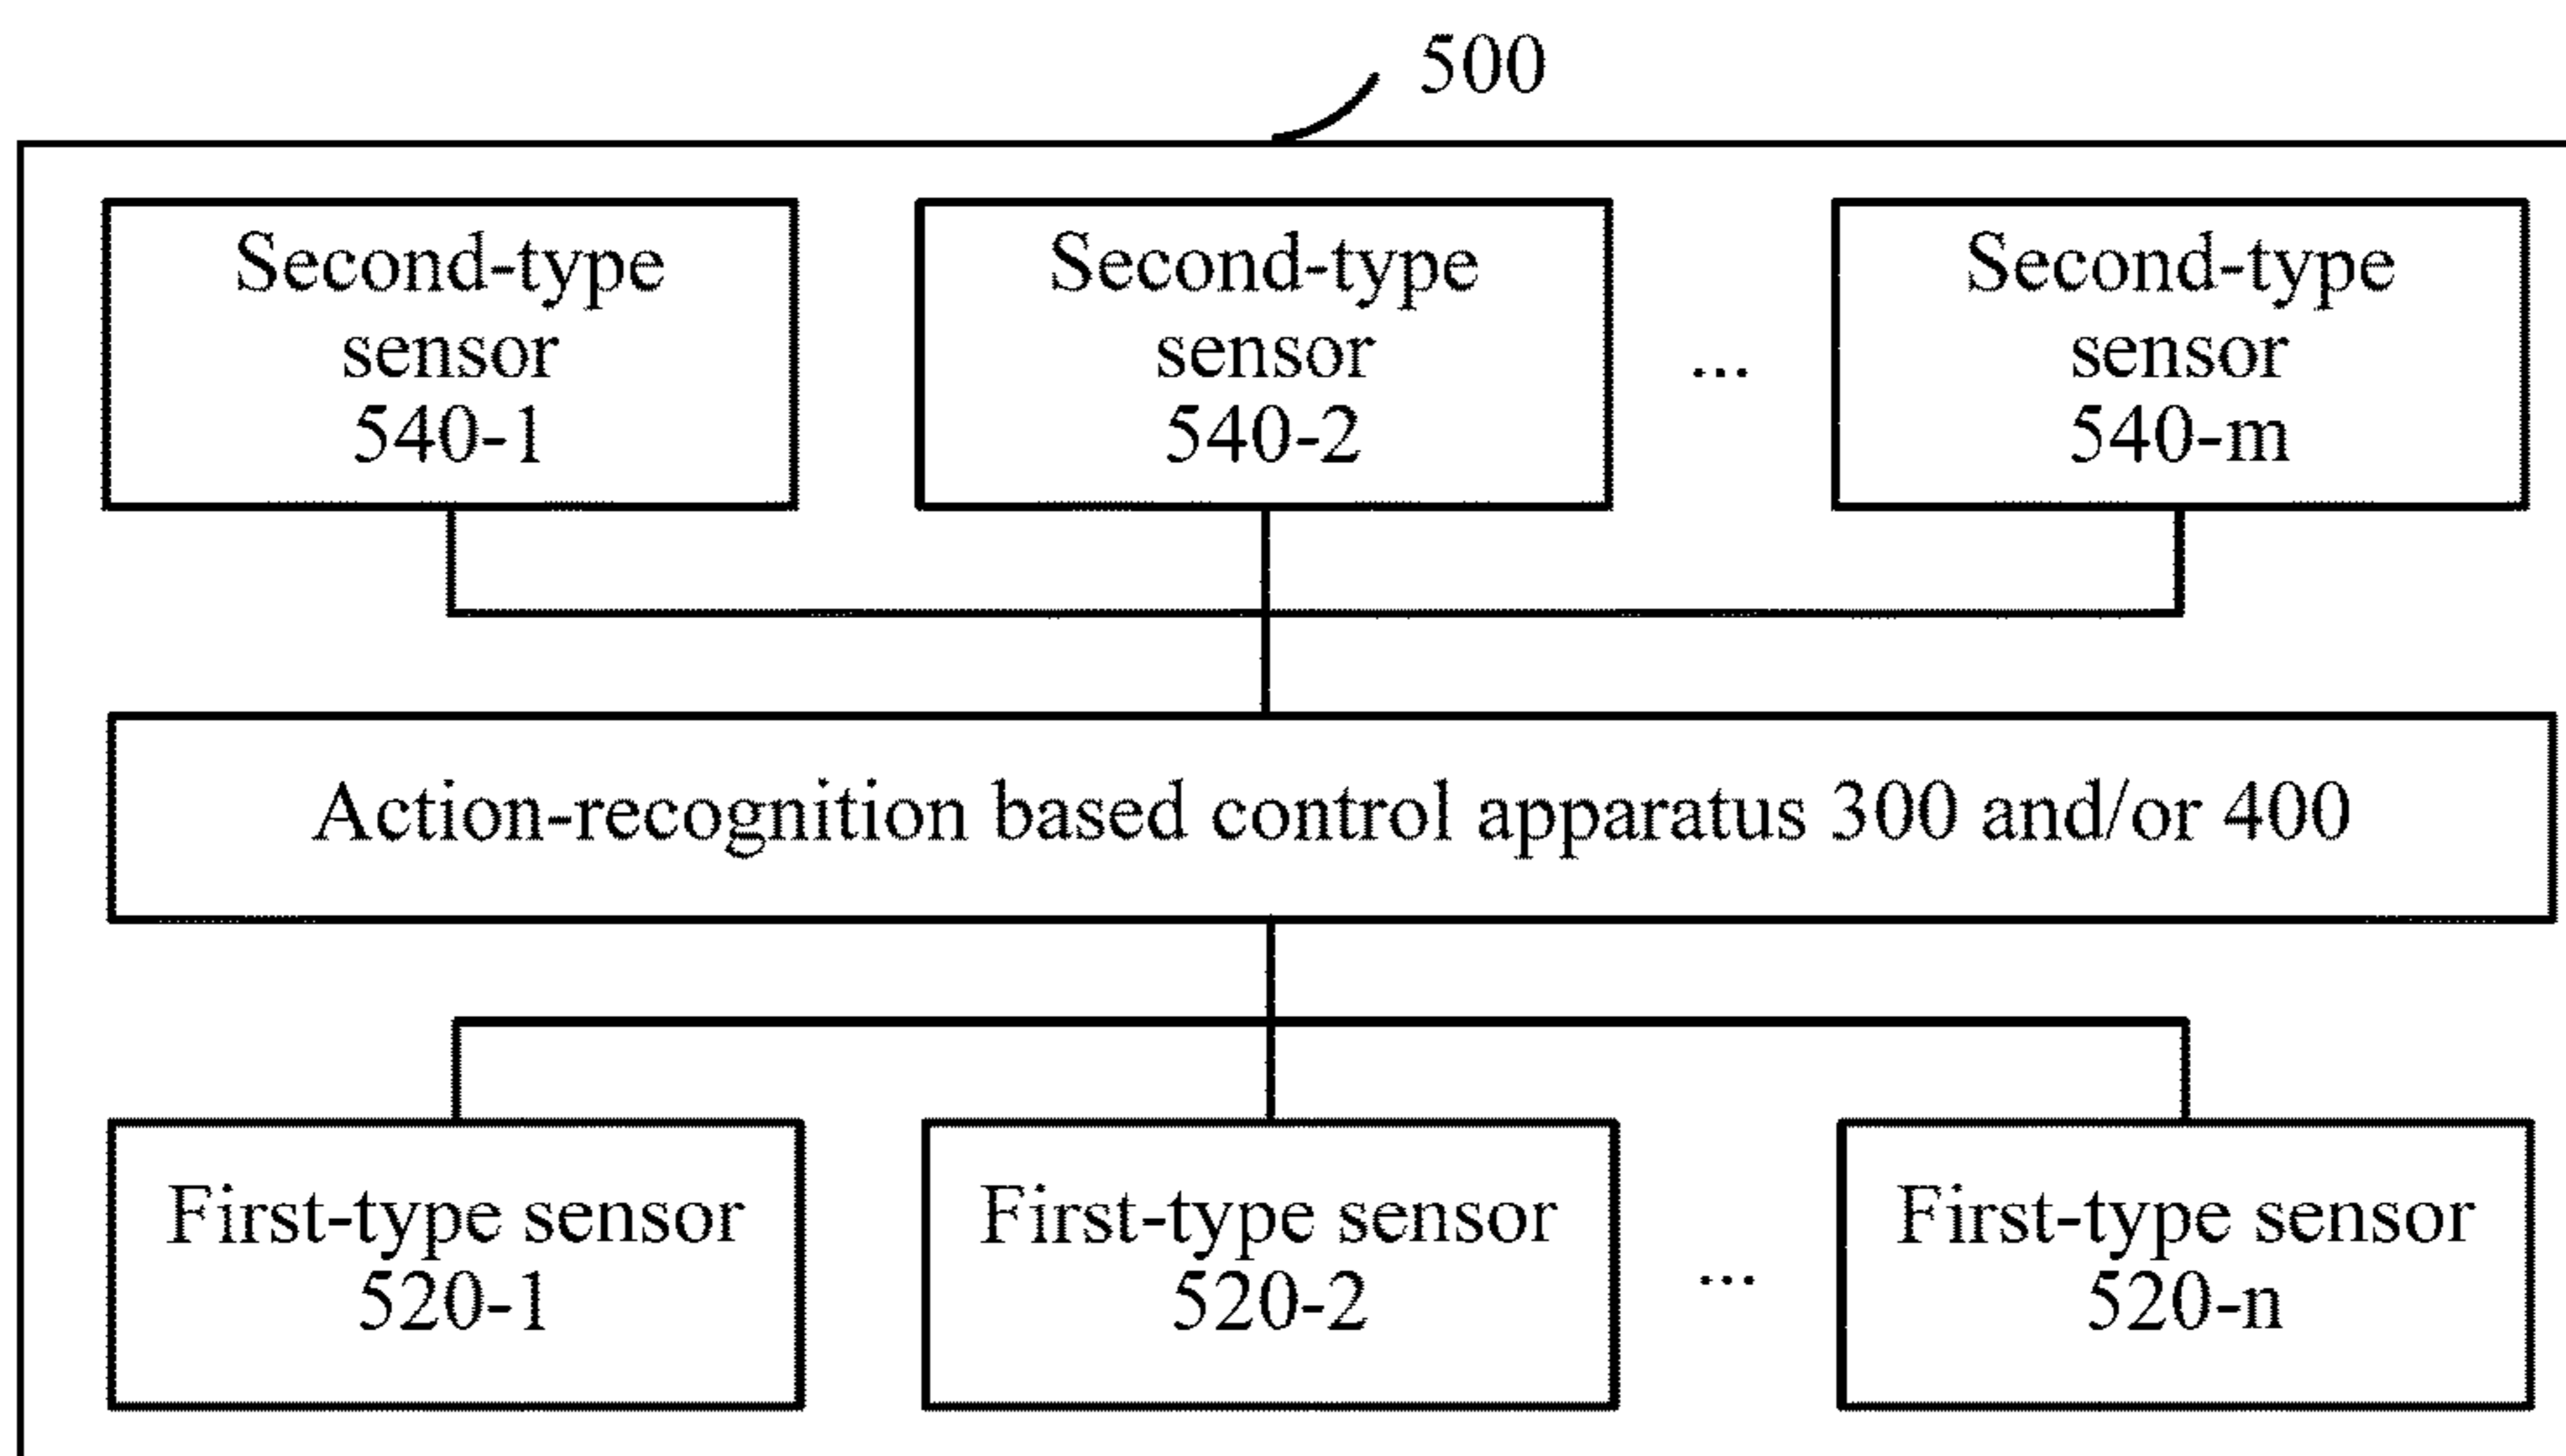 500
Second-type
sensor
540-1
Second-type
sensor
540-2
...
Second-type
sensor
540-m
Action-recognition based control apparatus 300 and/or 400
First-type sensor
520-1
First-type sensor
520-2
...
First-type sensor
520-n